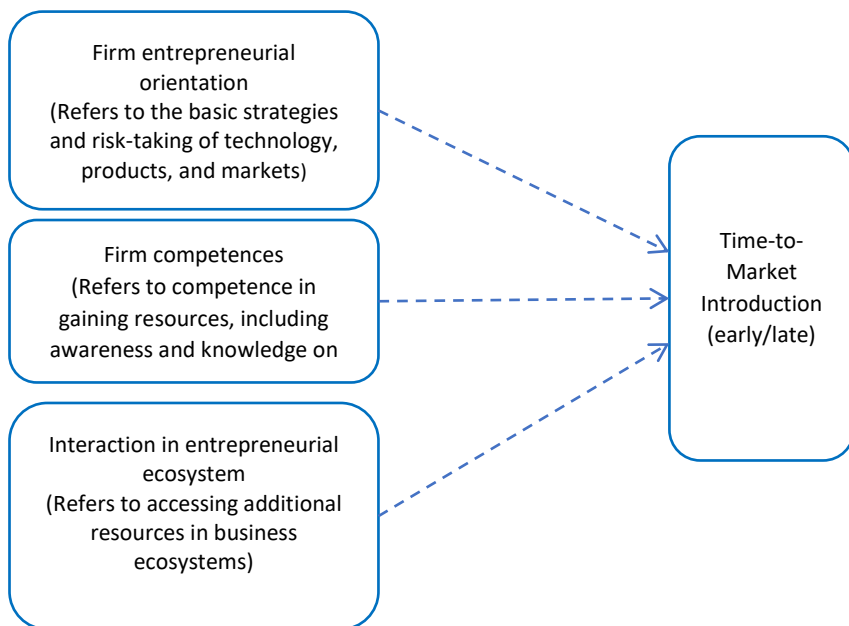 Firm entrepreneurial
orientation
(Refers to the basic strategies
and risk-taking of technology,
products, and markets)
Firm competences
(Refers to competence in
gaining resources, including
awareness and knowledge on
Interaction in entrepreneurial
ecosystem
(Refers to accessing additional
resources in business
ecosystems)
Time-to-
Market
Introduction
(early/late)